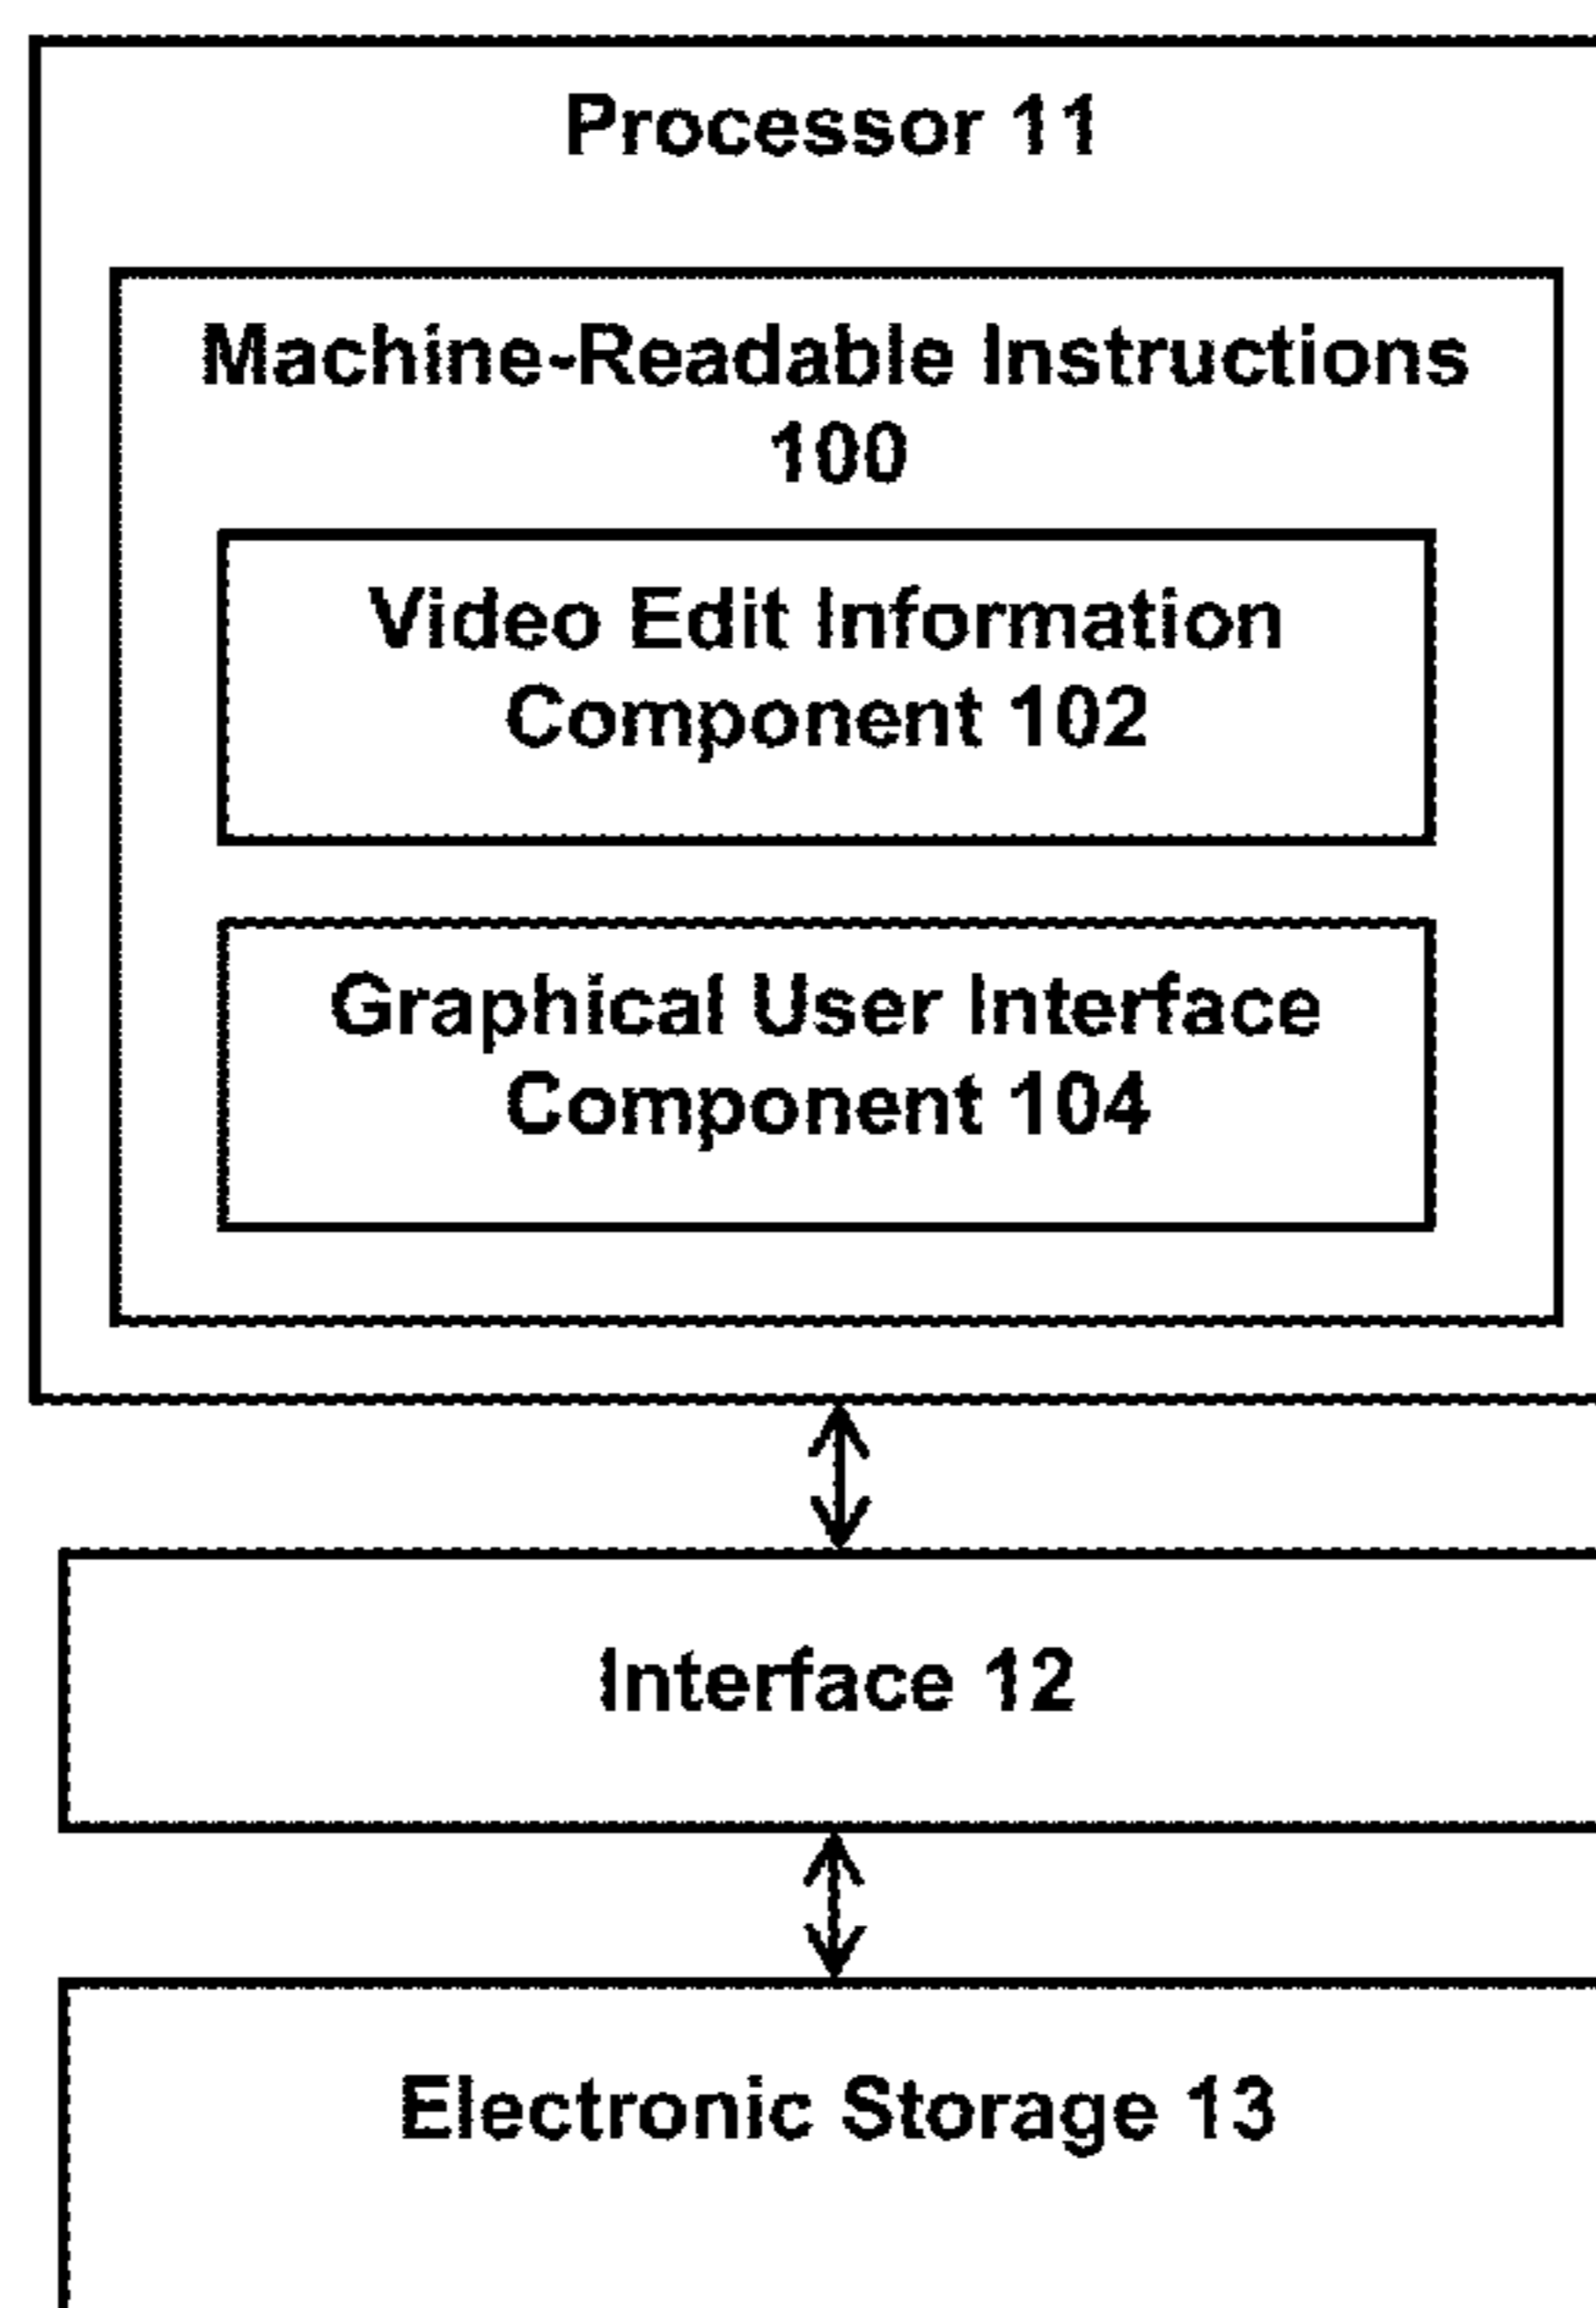 Processor 11
Machine-Readable Instructions
100
Video Edit Information
Component 102
Graphical User Interface
Component 104
Interface 12
Electronic Storage 13